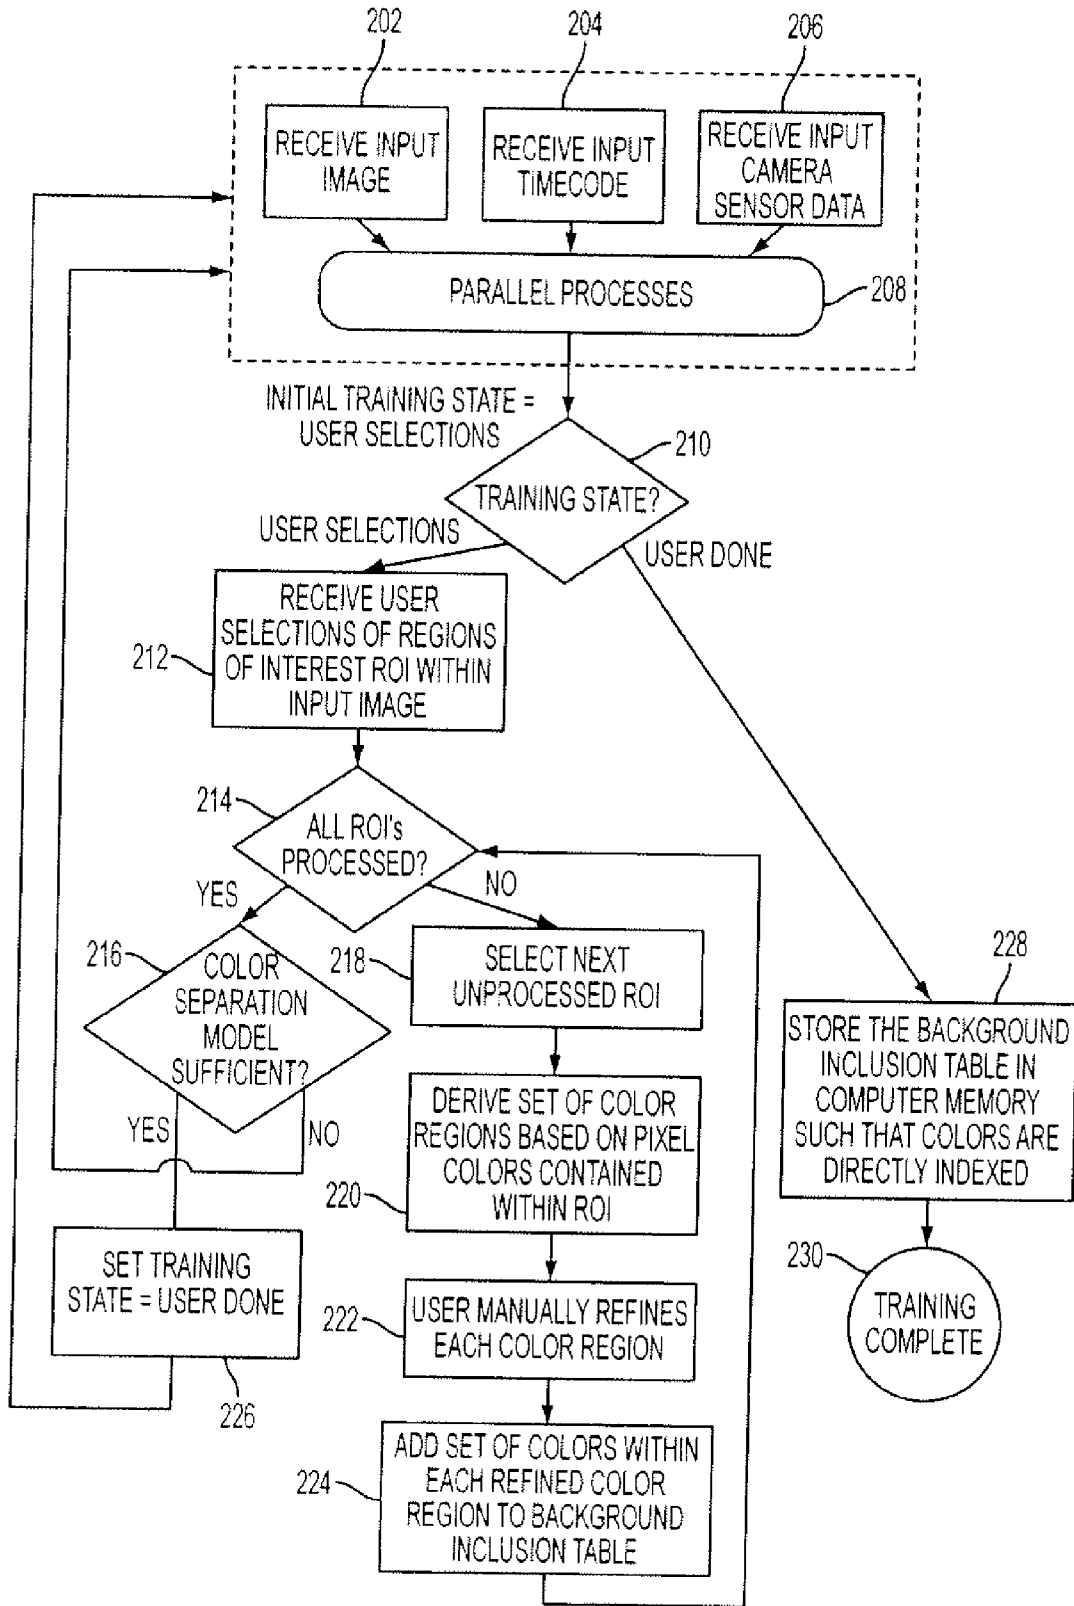 202
204
206
RECEIVE INPUT
IMAGE
RECEIVE INPUT
TIMECODE
RECEIVE INPUT
CAMERA
SENSOR DATA
PARALLEL PROCESSES
208
INITIAL TRAINING STATE =
USER SELECTIONS
210
TRAINING STATE?
USER SELECTIONS
USER DONE
212
RECEIVE USER
SELECTIONS OF REGIONS
OF INTEREST ROI WITHIN
INPUT IMAGE
214
ALL ROI's
PROCESSED?
YES
NO
216
COLOR
SEPARATION
MODEL
SUFFICIENT?
YES
NO
218
SELECT NEXT
UNPROCESSED ROI
220
DERIVE SET OF COLOR
REGIONS BASED ON PIXEL
COLORS CONTAINED
WITHIN ROI
222
USER MANUALLY REFINES
EACH COLOR REGION
224
ADD SET OF COLORS WITHIN
EACH REFINED COLOR
REGION TO BACKGROUND
INCLUSION TABLE
SET TRAINING
STATE = USER DONE
226
228
STORE THE BACKGROUND
INCLUSION TABLE IN
COMPUTER MEMORY
SUCH THAT COLORS ARE
DIRECTLY INDEXED
230
TRAINING
COMPLETE